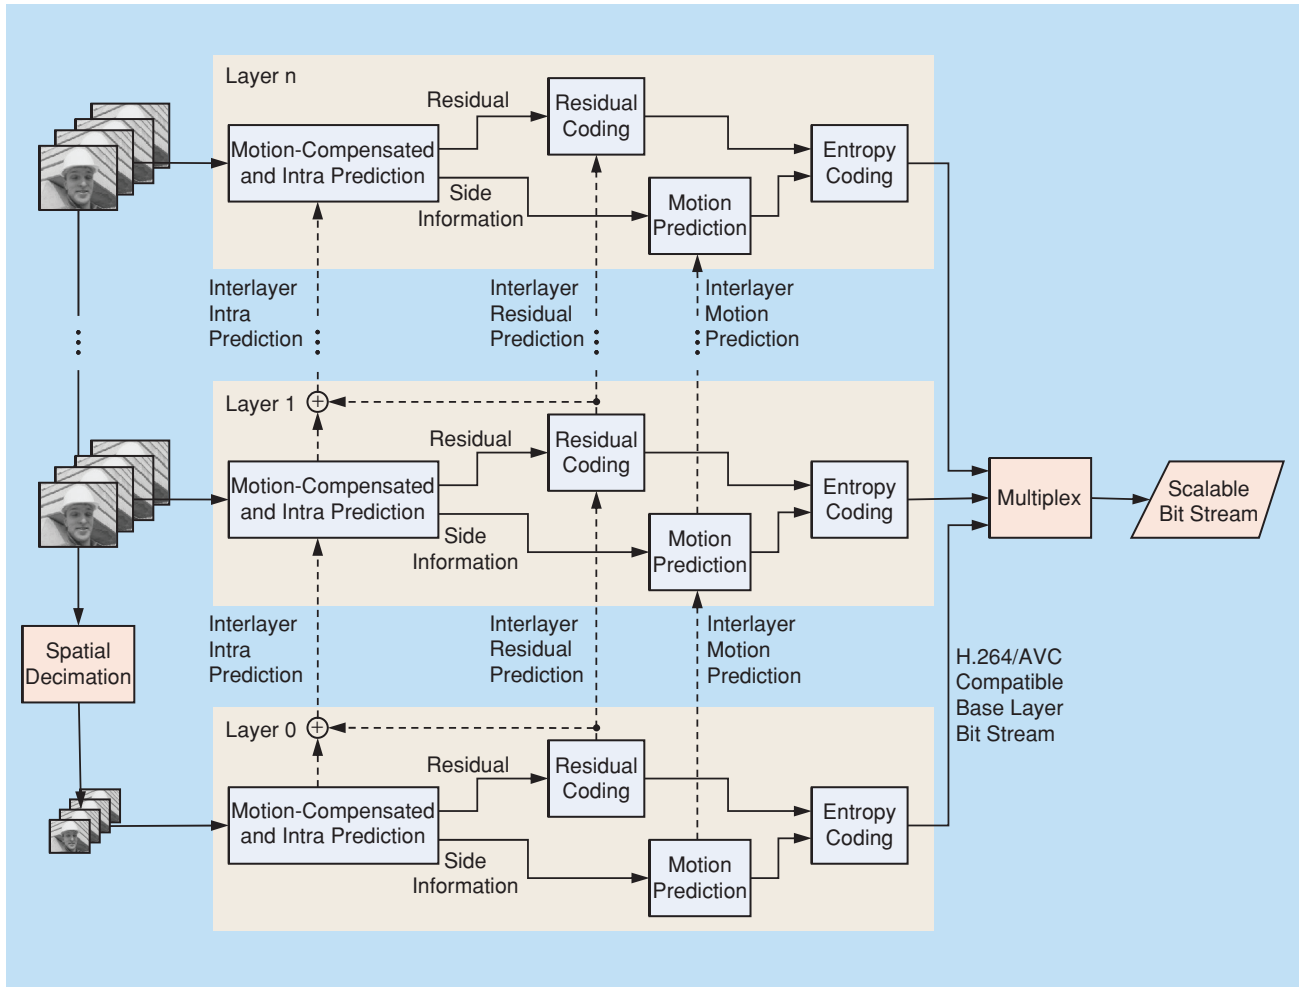 Layer n
Residual
Residual
Coding
Motion-Compensated
and Intra Prediction
Entropy
Coding
Side
Information
Motion
Prediction
Interlayer
Intra
Prediction
Interlayer
Residual
Prediction
Interlayer
Motion
Prediction
Layer 1
Residual
Residual
Coding
Motion-Compensated
and Intra Prediction
Entropy
Coding
Side
Information
Motion
Prediction
Multiplex
Scalable
Bit Stream
Spatial
Decimation
Interlayer
Intra
Prediction
Interlayer
Residual
Prediction
Interlayer
Motion
Prediction
H.264/AVC
Compatible
Base Layer
Bit Stream
Layer 0
Residual
Residual
Coding
Motion-Compensated
and Intra Prediction
Entropy
Coding
Side
Information
Motion
Prediction